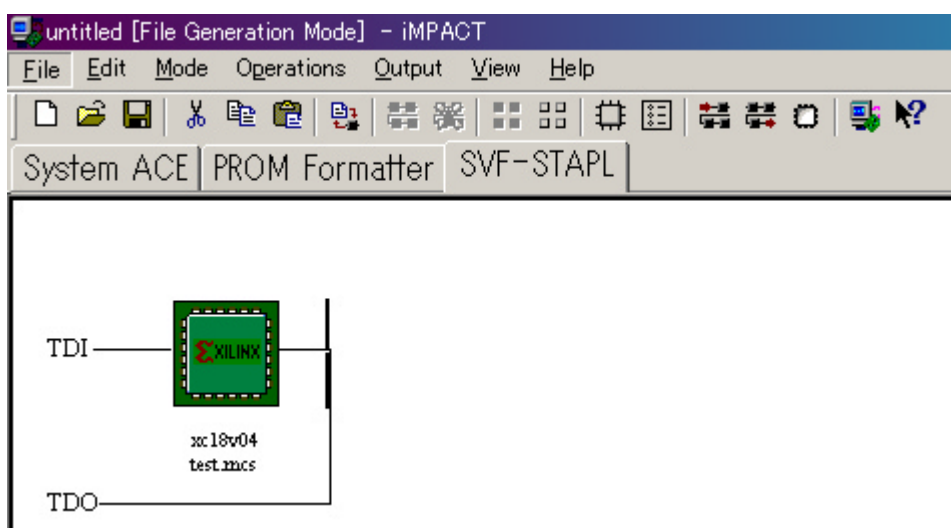 untitled [File Generation Mode] - iMPACT
File Edit Mode Operations Output View Help
System ACE PROM Formatter SVF-STAPL
TDI
XILINX
xc18v04
test.mcs
TDO